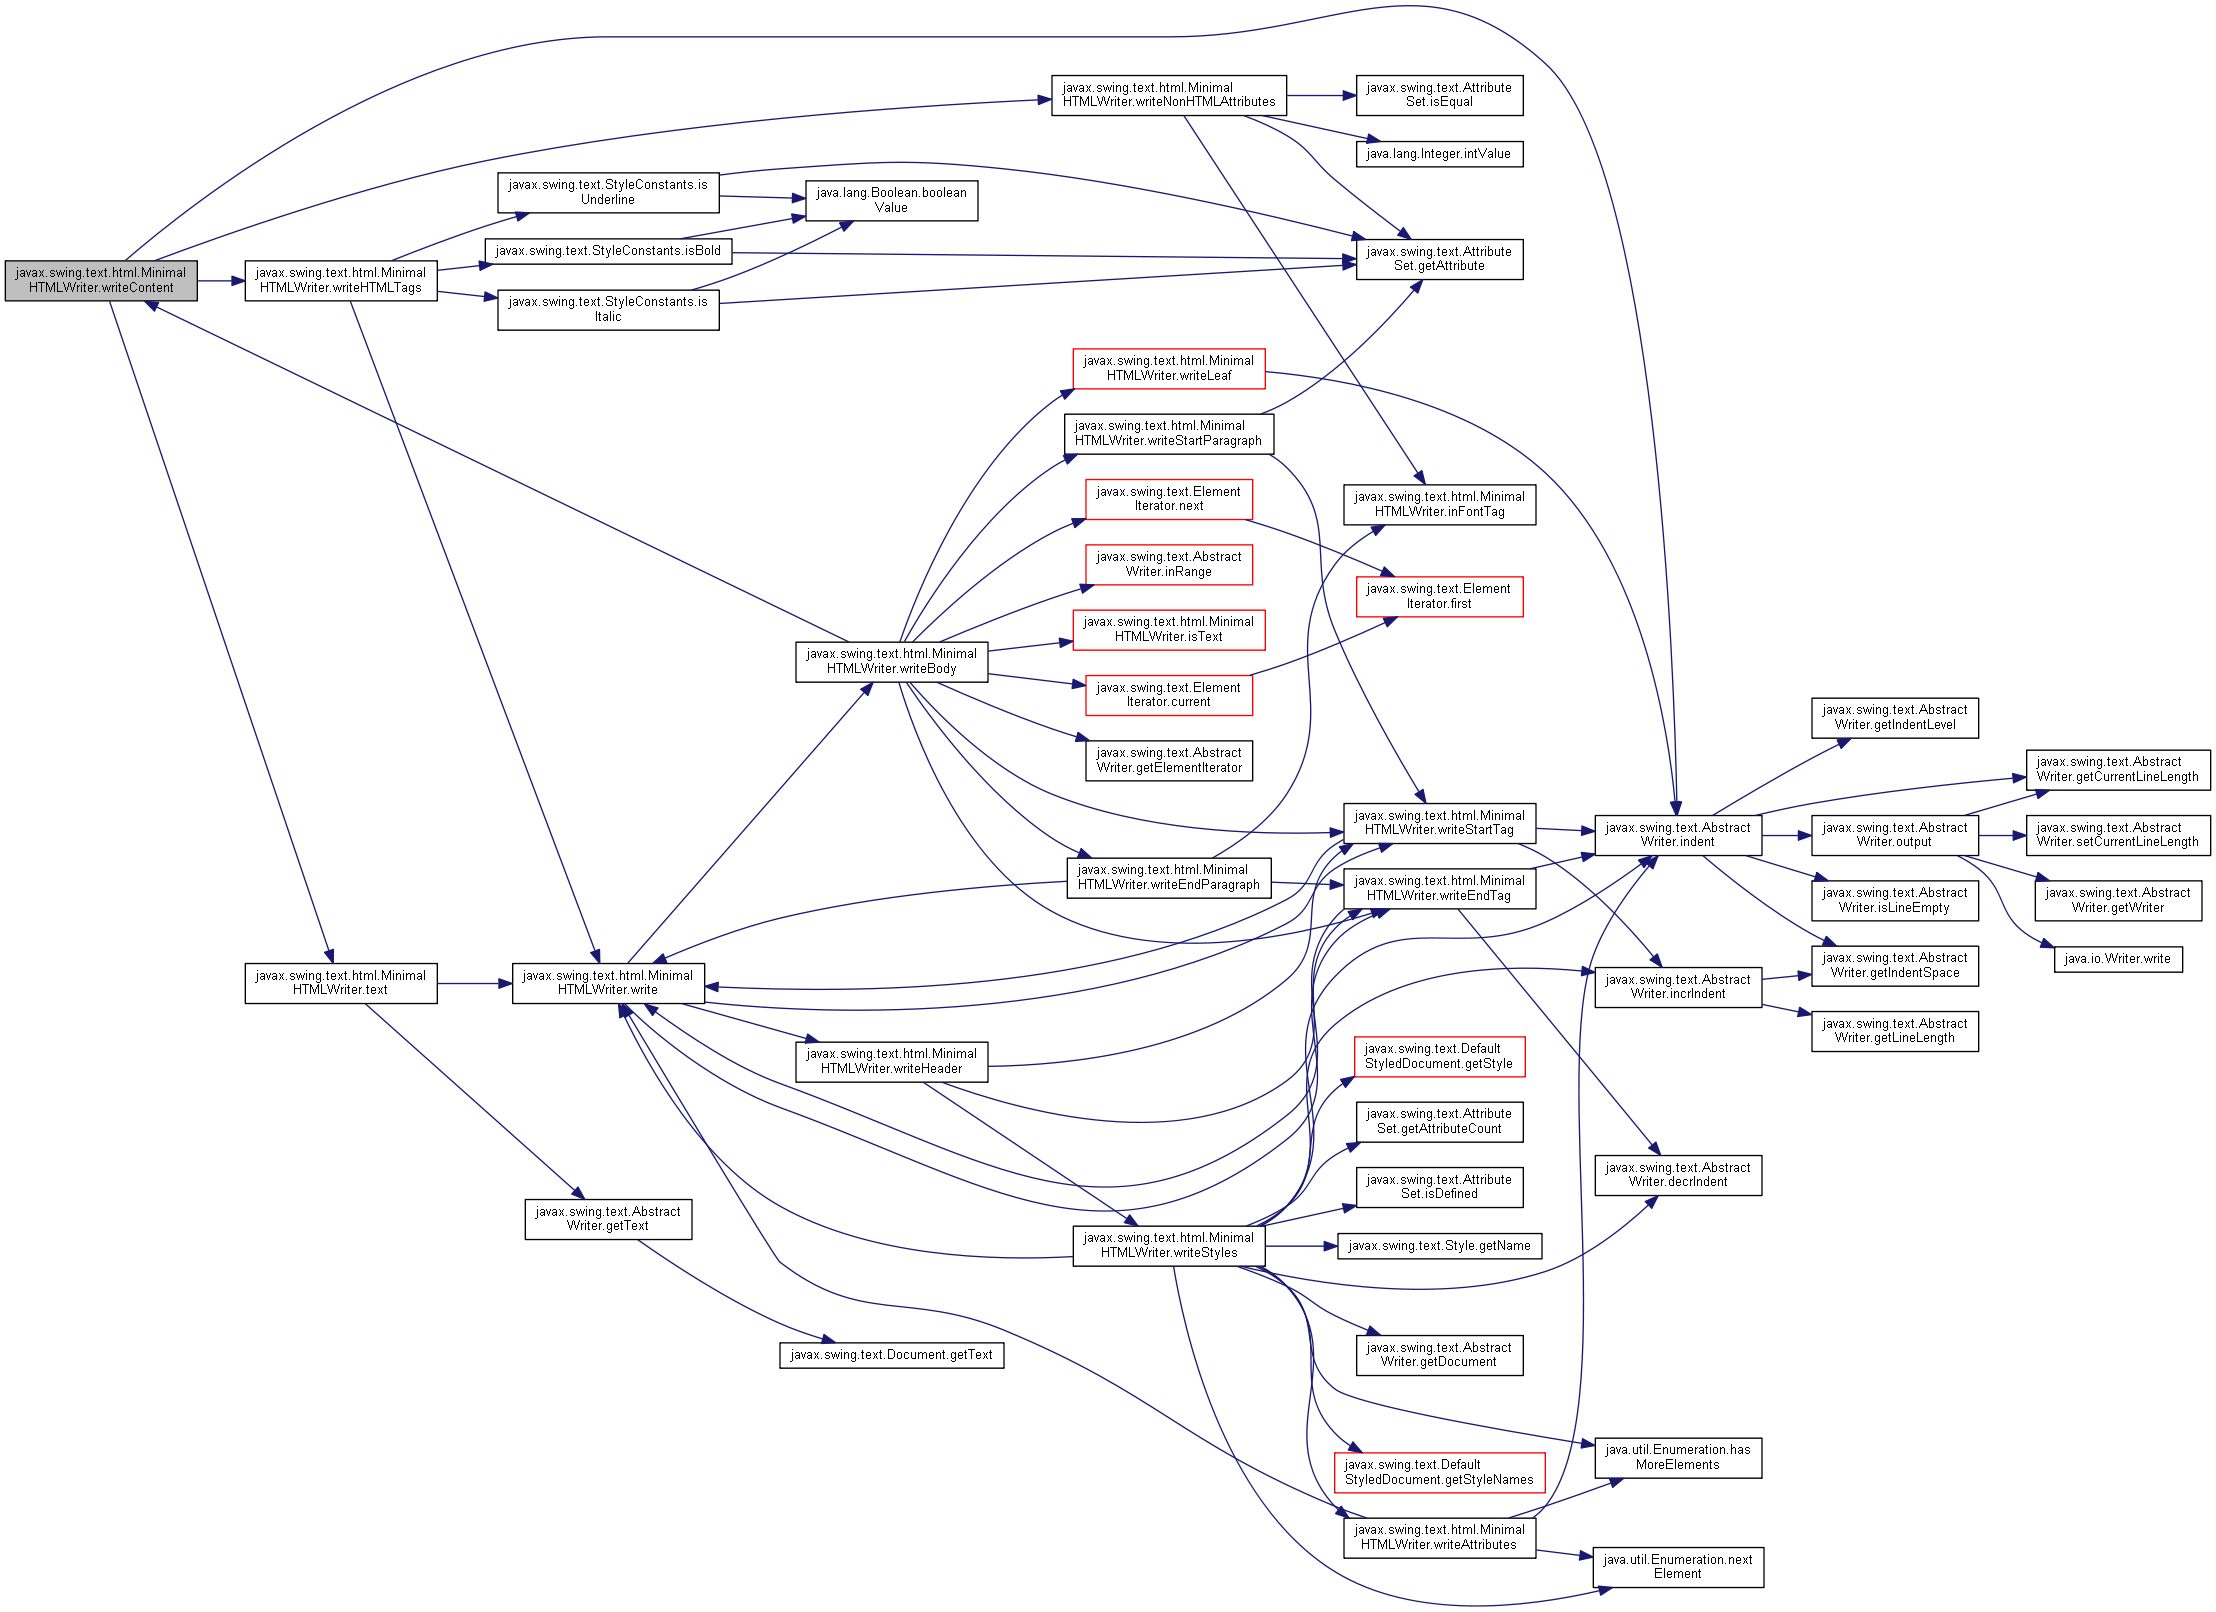 javax.swing.text.html.Minimal
HTMLWriter.writeContent
javax.swing.text.html.Minimal
HTMLWriter.writeHTMLTags
javax.swing.text.html.Minimal
HTMLWriter.text
javax.swing.text.StyleConstants.is
Underline
javax.swing.text.StyleConstants.isBold
javax.swing.text.StyleConstants.is
Italic
javax.swing.text.html.Minimal
HTMLWriter.write
javax.swing.text.Abstract
Writer.getText
java.lang.Boolean.boolean
Value
javax.swing.text.html.Minimal
HTMLWriter.writeBody
javax.swing.text.html.Minimal
HTMLWriter.writeHeader
javax.swing.text.Document.getText
javax.swing.text.html.Minimal
HTMLWriter.writeNonHTMLAttributes
javax.swing.text.html.Minimal
HTMLWriter.writeLeaf
javax.swing.text.html.Minimal
HTMLWriter.writeStartParagraph
javax.swing.text.Element
Iterator.next
javax.swing.text.Abstract
Writer.inRange
javax.swing.text.html.Minimal
HTMLWriter.isText
javax.swing.text.Element
Iterator.current
javax.swing.text.Abstract
Writer.getElementIterator
javax.swing.text.html.Minimal
HTMLWriter.writeEndParagraph
javax.swing.text.html.Minimal
HTMLWriter.writeStyles
javax.swing.text.Attribute
Set.isEqual
java.lang.Integer.intValue
javax.swing.text.Attribute
Set.getAttribute
javax.swing.text.html.Minimal
HTMLWriter.inFontTag
javax.swing.text.Element
Iterator.first
javax.swing.text.html.Minimal
HTMLWriter.writeStartTag
javax.swing.text.html.Minimal
HTMLWriter.writeEndTag
javax.swing.text.Default
StyledDocument.getStyle
javax.swing.text.Attribute
Set.getAttributeCount
javax.swing.text.Attribute
Set.isDefined
javax.swing.text.Style.getName
javax.swing.text.Abstract
Writer.getDocument
javax.swing.text.Default
StyledDocument.getStyleNames
javax.swing.text.html.Minimal
HTMLWriter.writeAttributes
javax.swing.text.Abstract
Writer.indent
javax.swing.text.Abstract
Writer.incrIndent
javax.swing.text.Abstract
Writer.decrIndent
java.util.Enumeration.has
MoreElements
java.util.Enumeration.next
Element
javax.swing.text.Abstract
Writer.getIndentLevel
javax.swing.text.Abstract
Writer.output
javax.swing.text.Abstract
Writer.isLineEmpty
javax.swing.text.Abstract
Writer.getIndentSpace
javax.swing.text.Abstract
Writer.getLineLength
javax.swing.text.Abstract
Writer.getCurrentLineLength
javax.swing.text.Abstract
Writer.setCurrentLineLength
javax.swing.text.Abstract
Writer.getWriter
java.io.Writer.write